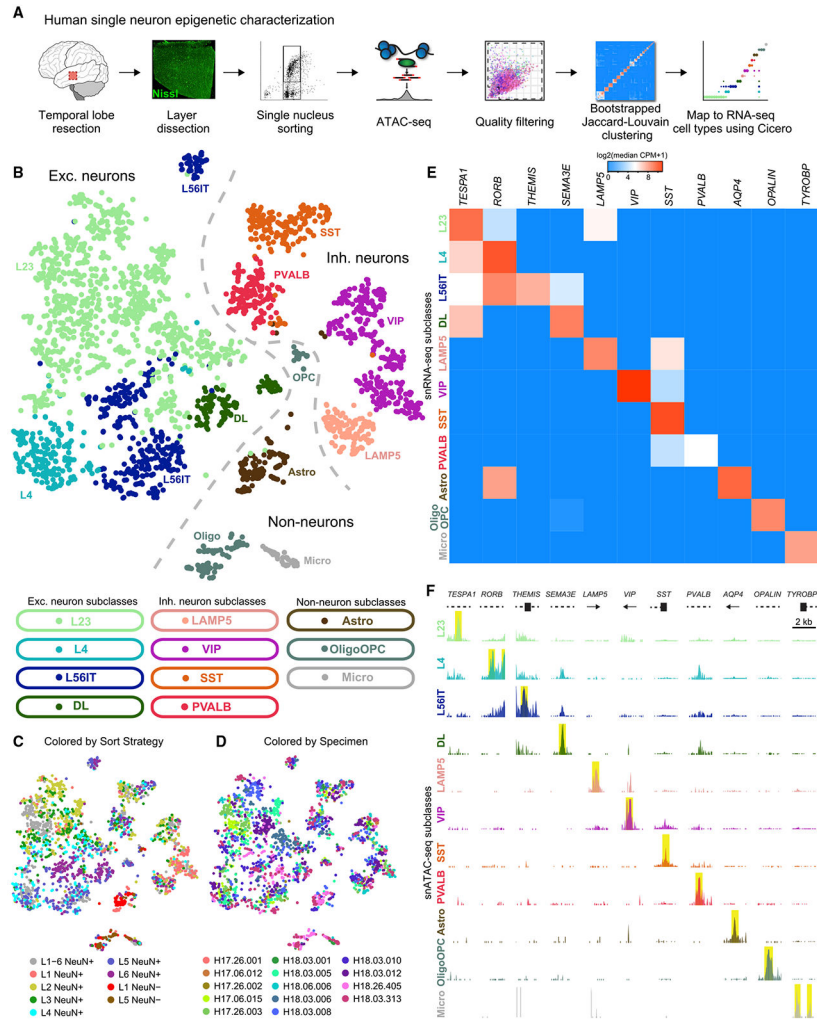 A
Human single neuron epigenetic characterization
Nissl
Temporal lobe
resection
Layer
dissection
Single nucleus
sorting
ATAC-seq
Quality filtering
Bootstrapped
Jaccard-Louvain
clustering
Map to RNA-seq
cell types using Cicero
B
Exc. neurons
L56IT
SST
L23
PVALB
Inh. neurons
VIP
OPC
DL
LAMP5
L4
L56IT
Astro
Non-neurons
Oligo
Micro
Exc. neuron subclasses
Inh. neuron subclasses
Non-neuron subclasses
L23
LAMP5
Astro
L4
VIP
OligoOPC
L56IT
SST
Micro
DL
PVALB
C
Colored by Sort Strategy
L1-6 NeuN+
L1 NeuN+
L2 NeuN+
L3 NeuN+
L4 NeuN+
L5 NeuN+
L6 NeuN+
L1 NeuN−
L5 NeuN−
D
Colored by Specimen
H17.26.001
H17.06.012
H17.26.002
H17.06.015
H17.26.003
H18.03.001
H18.03.005
H18.06.006
H18.03.006
H18.03.008
H18.03.010
H18.03.012
H18.26.405
H18.03.313
E
log2(median CPM+1)
0 4 8
TESPA1 RORB THEMIS SEMA3E LAMP5 VIP SST PVALB AQP4 OPALIN TYROBP
snRNA-seq subclasses
L23
L4
L56IT
DL
LAMP5
VIP
SST
PVALB
Astro
Oligo
OPC
Micro
F
TESPA1 RORB THEMIS SEMA3E LAMP5 VIP SST PVALB AQP4 OPALIN TYROBP
2 kb
snATAC-seq subclasses
L23
L4
L56IT
DL
LAMP5
VIP
SST
PVALB
Astro
OligoOPC
Micro